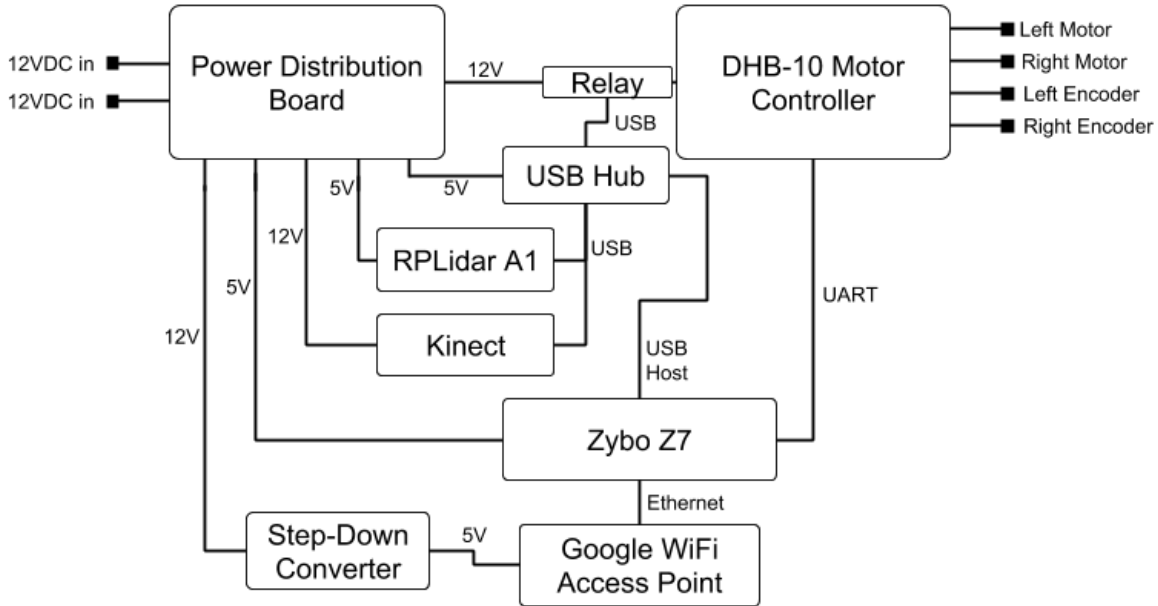 12VDC in
12VDC in
Power Distribution
Board
12V
Relay
USB
DHB-10 Motor
Controller
Left Motor
Right Motor
Left Encoder
Right Encoder
5V
5V
USB Hub
12V
RPLidar A1
USB
5V
UART
12V
Kinect
USB
Host
Zybo Z7
Ethernet
Step-Down
Converter
5V
Google WiFi
Access Point